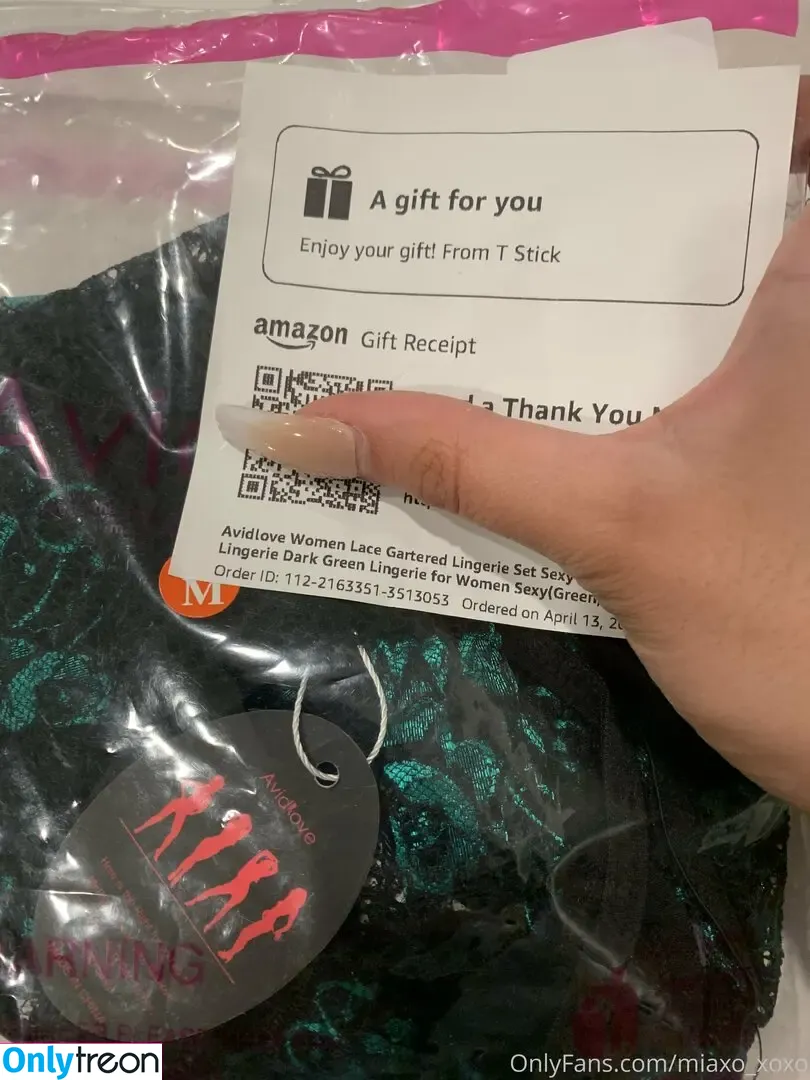 A gift for you
Enjoy your gift! From T Stick
amazon Gift Receipt
a Thank You
Avidlove Women Lace Gartered Lingerie Set Sexy
Lingerie Dark Green Lingerie for Women Sexy(Green,
Order ID: 112-2163351-3513053 Ordered on April 13,
M
Avidlove
ARNING
Onlytreon
OnlyFans.com/miaxo_xoxo